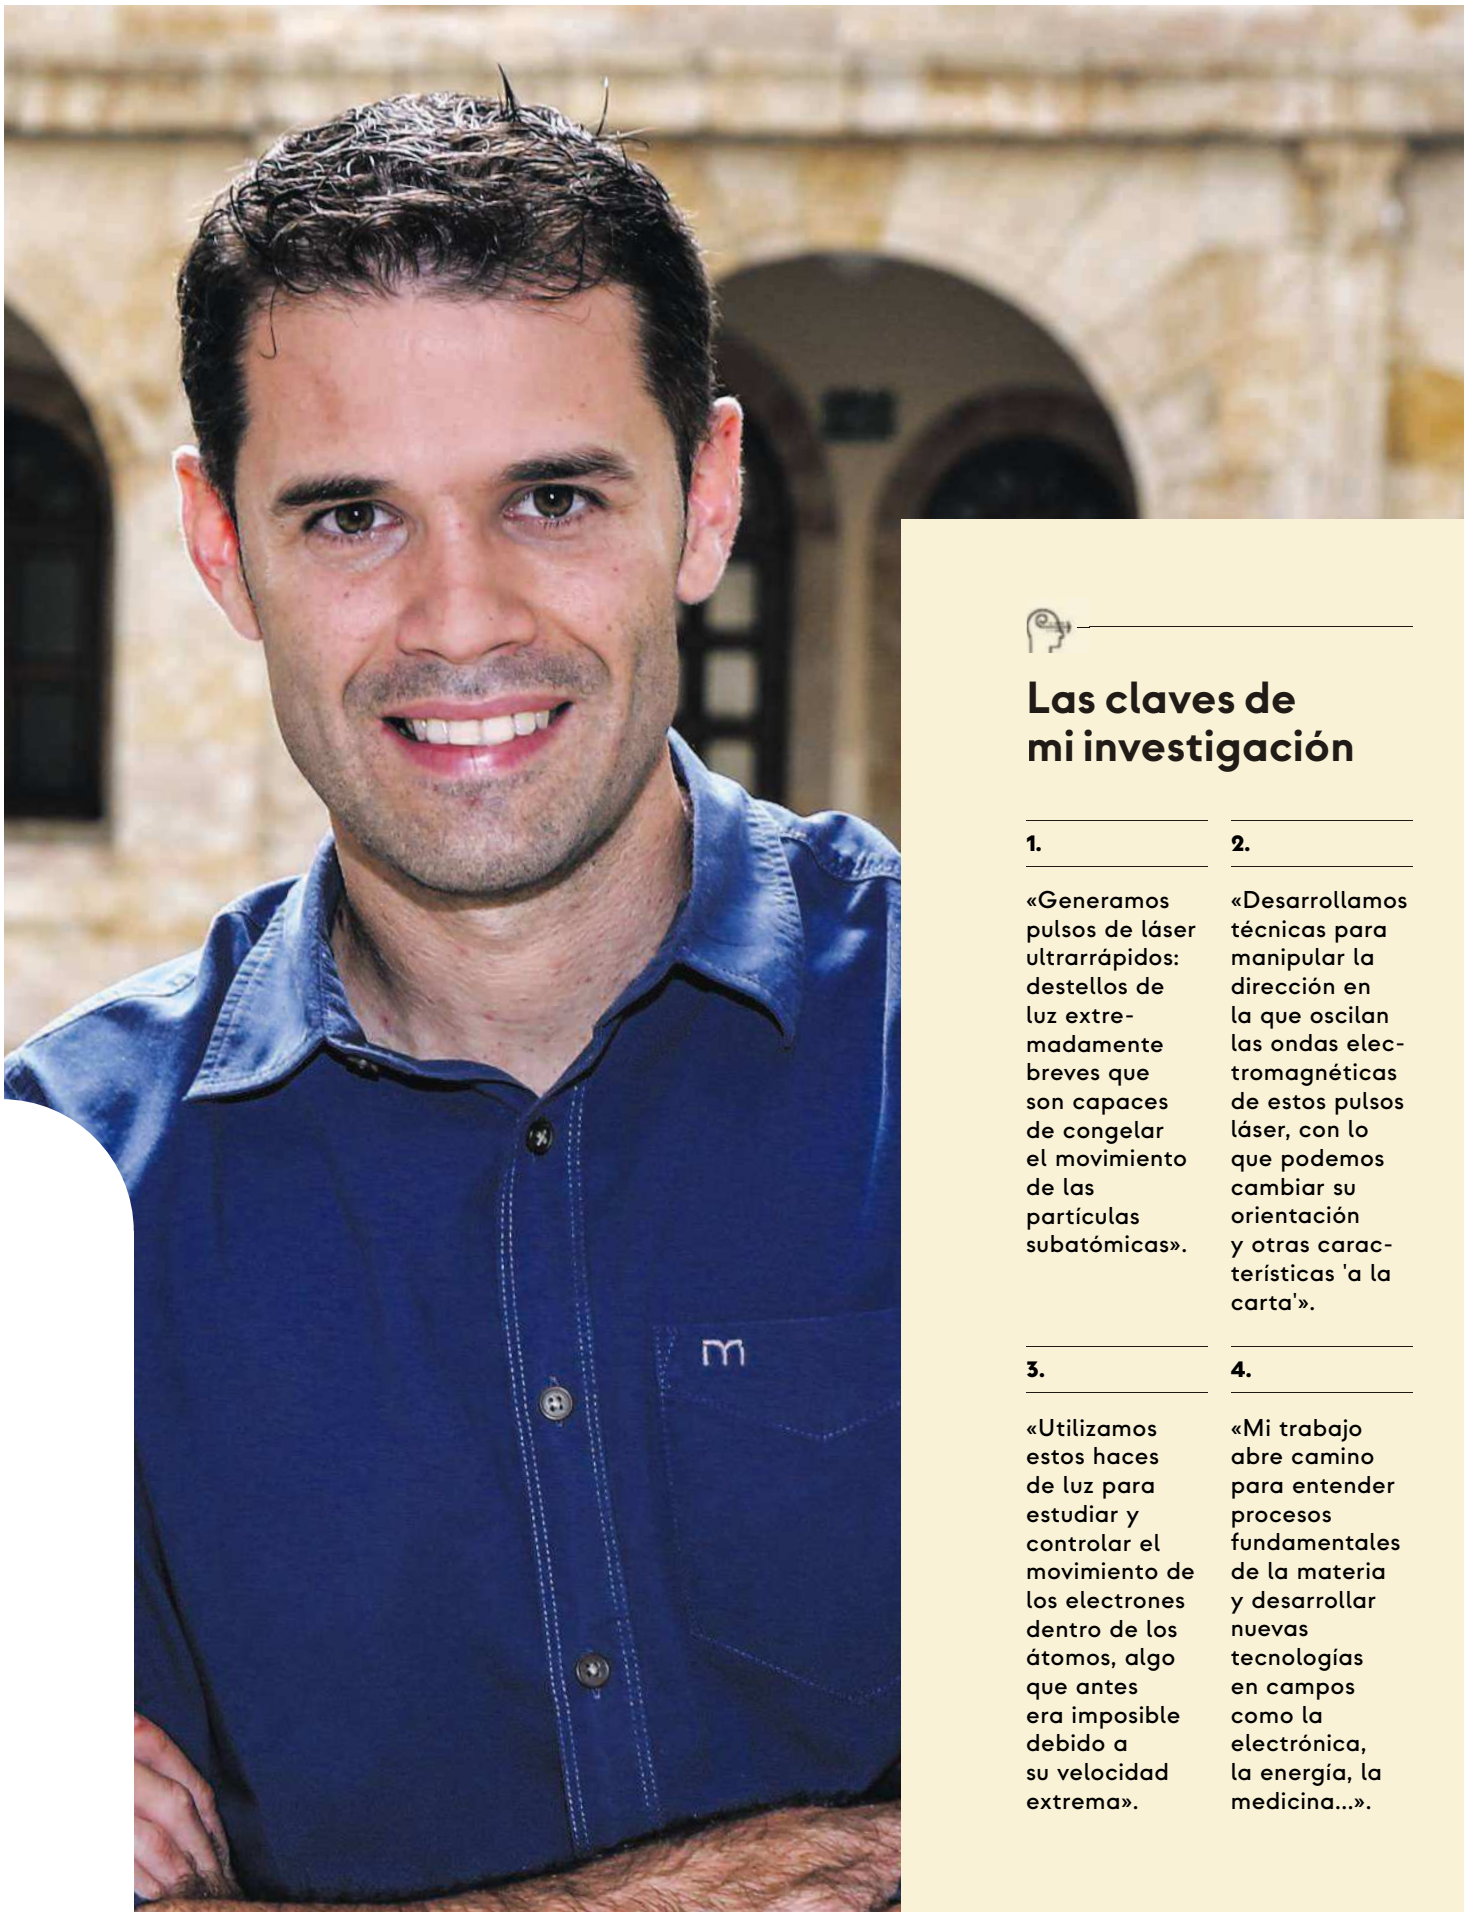 Las claves de
mi investigación
1.
«Generamos
pulsos de láser
ultrarrápidos:
destellos de
luz extre-
madamente
breves que
son capaces
de congelar
el movimiento
de las
partículas
subatómicas».
2.
«Desarrollamos
técnicas para
manipular la
dirección en
la que oscilan
las ondas elec-
tromagnéticas
de estos pulsos
láser, con lo
que podemos
cambiar su
orientación
y otras carac-
terísticas 'a la
carta'».
3.
«Utilizamos
estos haces
de luz para
estudiar y
controlar el
movimiento de
los electrones
dentro de los
átomos, algo
que antes
era imposible
debido a
su velocidad
extrema».
4.
«Mi trabajo
abre camino
para entender
procesos
fundamentales
de la materia
y desarrollar
nuevas
tecnologías
en campos
como la
electrónica,
la energía, la
medicina...».
m